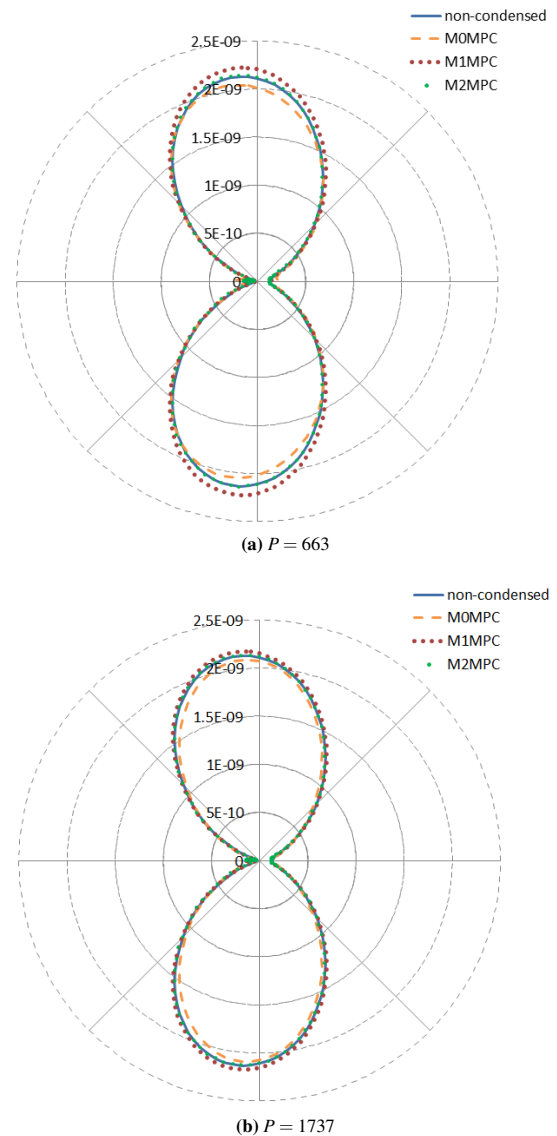 2,5E-09
2E-09
1,5E-09
1E-09
5E-10
0
non-condensed
M0MPC
M1MPC
M2MPC
(a) P = 663
2,5E-09
2E-09
1,5E-09
1E-09
5E-10
0
non-condensed
M0MPC
M1MPC
M2MPC
(b) P = 1737